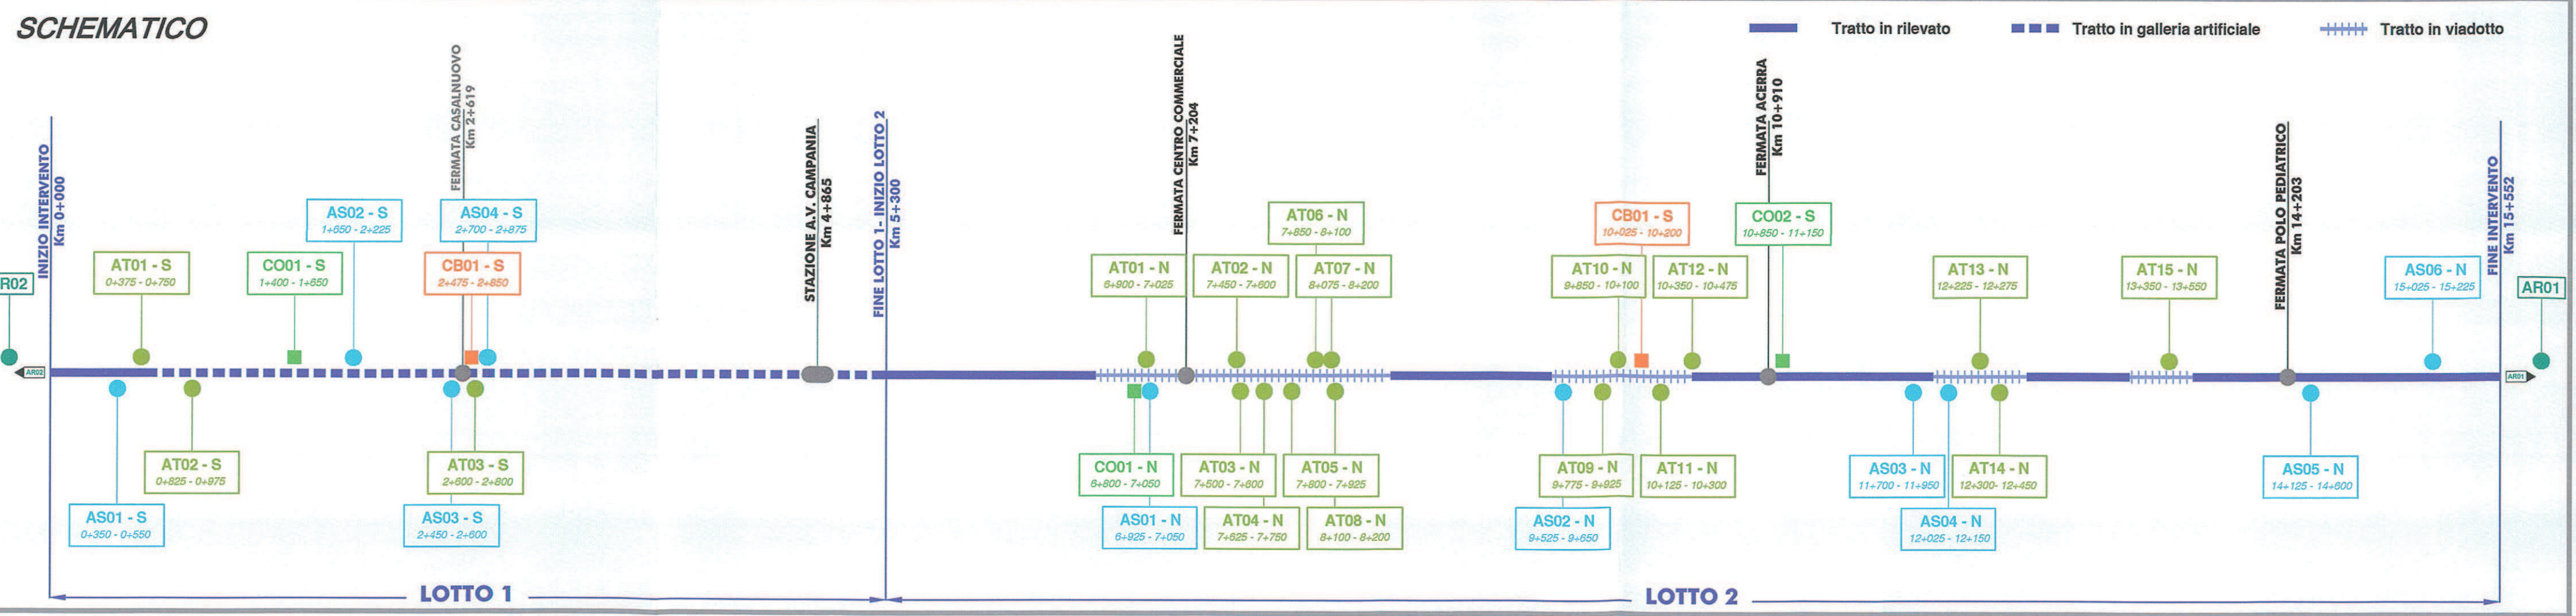 SCHEMATICO
Tratto in rilevato
Tratto in galleria artificiale
Tratto in viadotto
INIZIO INTERVENTO
Km 0+000
FERMATA CASALNUOVO
Km 2+619
STAZIONE A.V. CAMPANIA
Km 4+865
FINE LOTTO 1- INIZIO LOTTO 2
Km 5+300
FERMATA CENTRO COMMERCIALE
Km 7+204
FERMATA ACERRA
Km 10+910
FERMATA POLO PEDIATRICO
Km 14+203
FINE INTERVENTO
Km 15+552
R02
AT01 - S
0+375 - 0+750
CO01 - S
1+400 - 1+650
AS02 - S
1+650 - 2+225
AS04 - S
2+700 - 2+875
CB01 - S
2+475 - 2+850
AT01 - N
6+900 - 7+025
AT02 - N
7+450 - 7+600
AT06 - N
7+850 - 8+100
AT07 - N
8+075 - 8+200
CB01 - S
10+025 - 10+200
AT10 - N
9+850 - 10+100
AT12 - N
10+350 - 10+475
CO02 - S
10+850 - 11+150
AT13 - N
12+225 - 12+275
AT15 - N
13+350 - 13+550
AS06 - N
15+025 - 15+225
AR01
AR02
AR01
AT02 - S
0+825 - 0+975
AS01 - S
0+350 - 0+550
AT03 - S
2+600 - 2+800
AS03 - S
2+450 - 2+600
CO01 - N
6+800 - 7+050
AS01 - N
6+925 - 7+050
AT03 - N
7+500 - 7+600
AT04 - N
7+625 - 7+750
AT05 - N
7+800 - 7+925
AT08 - N
8+100 - 8+200
AT09 - N
9+775 - 9+925
AS02 - N
9+525 - 9+650
AT11 - N
10+125 - 10+300
AS03 - N
11+700 - 11+950
AT14 - N
12+300- 12+450
AS04 - N
12+025 - 12+150
AS05 - N
14+125 - 14+600
LOTTO 1
LOTTO 2